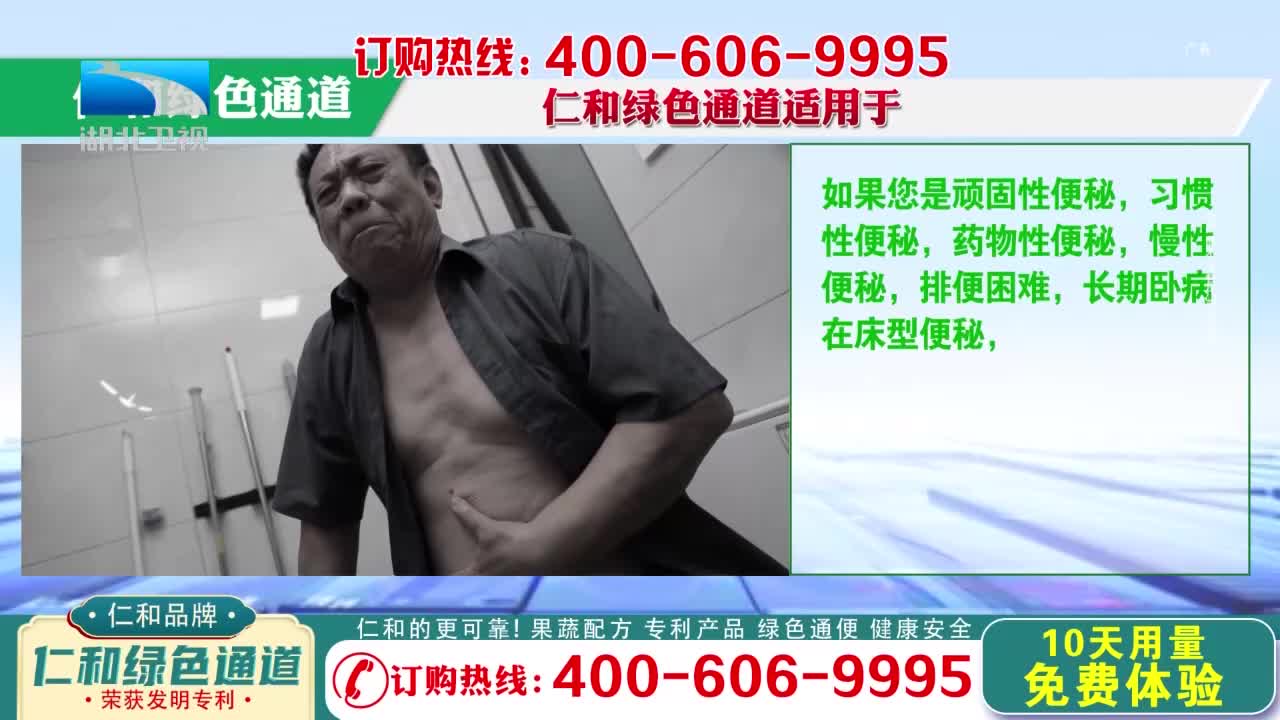 订购热线：400-606-9995
色通道
湖北卫视
仁和绿色通道适用于
如果您是顽固性便秘，习惯
性便秘，药物性便秘，慢性
便秘，排便困难，长期卧病
在床型便秘，
·仁和品牌·
仁和绿色通道
·荣获发明专利·
仁和的更可靠！果蔬配方 专利产品 绿色通便 健康安全
订购热线：400-606-9995
10天用量
免费体验